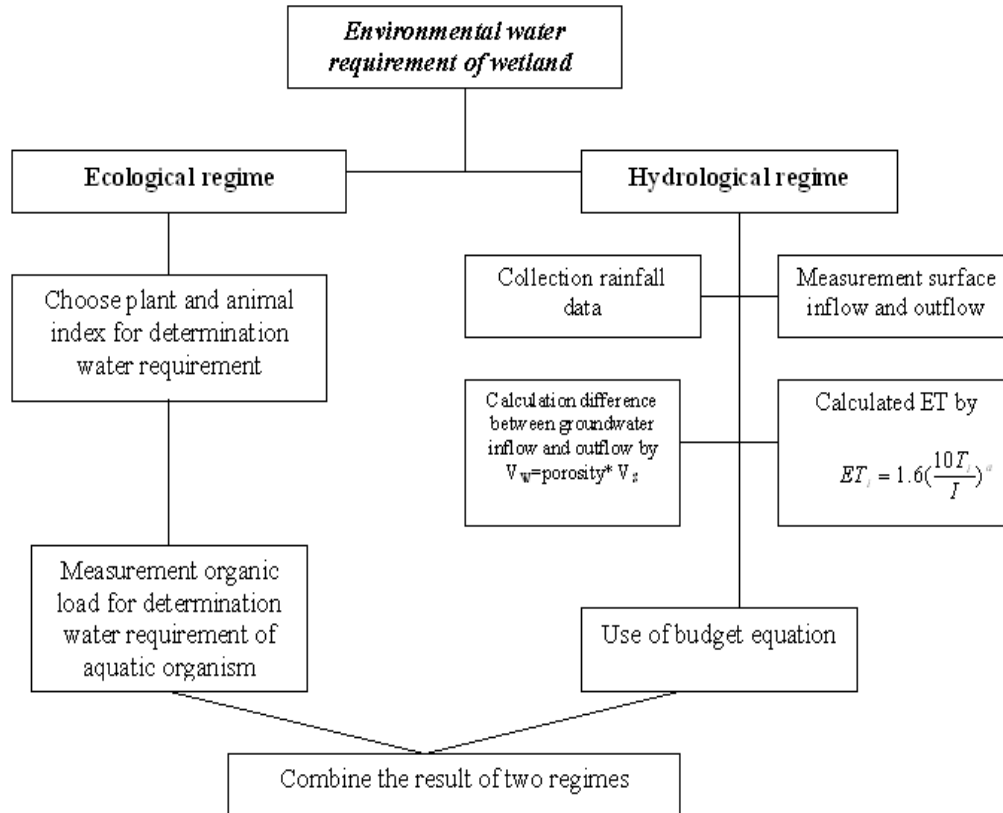 Environmental water
requirement of wetland
Ecological regime
Hydrological regime
Choose plant and animal
index for determination
water requirement
Collection rainfall
data
Measurement surface
inflow and outflow
Calculation difference
between groundwater
inflow and outflow by
V_W=porosity* V_s
Calculated ET by
ET_i = 1.6(10T_i/I)^a
Measurement organic
load for determination
water requirement of
aquatic organism
Use of budget equation
Combine the result of two regimes